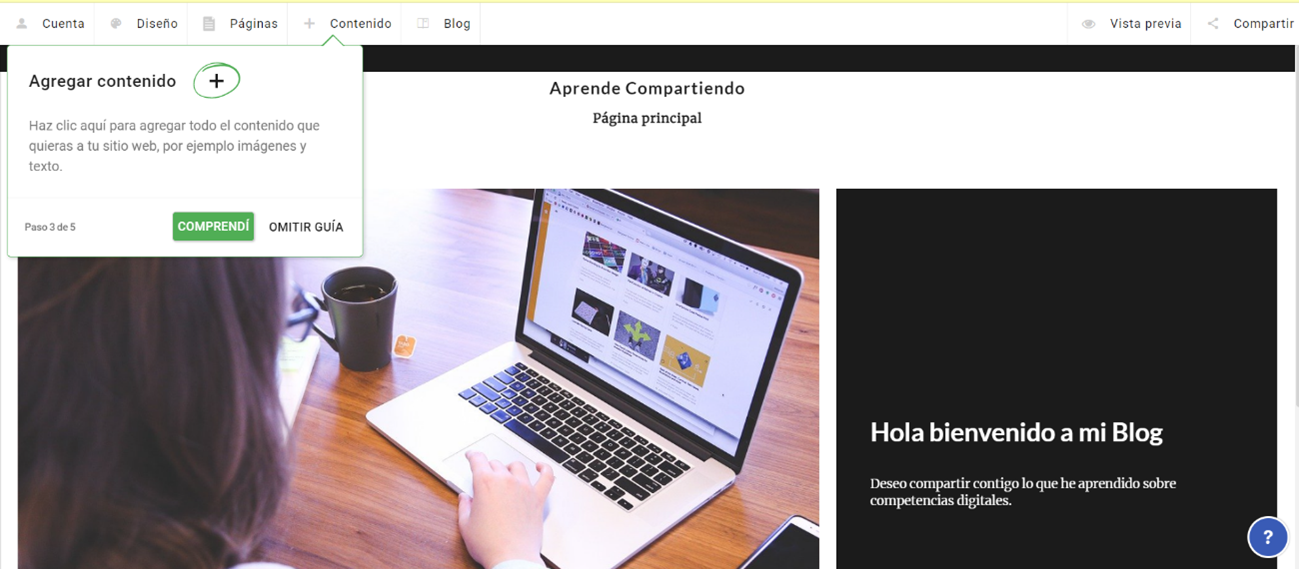 Cuenta
Diseño
Páginas
Contenido
Blog
Vista previa
Compartir
Agregar contenido
Haz clic aquí para agregar todo el contenido que
quieras a tu sitio web, por ejemplo imágenes y
texto.
Paso 3 de 5
COMPRENDÍ
OMITIR GUÍA
Aprende Compartiendo
Página principal
Hola bienvenido a mi Blog
Deseo compartir contigo lo que he aprendido sobre
competencias digitales.
?